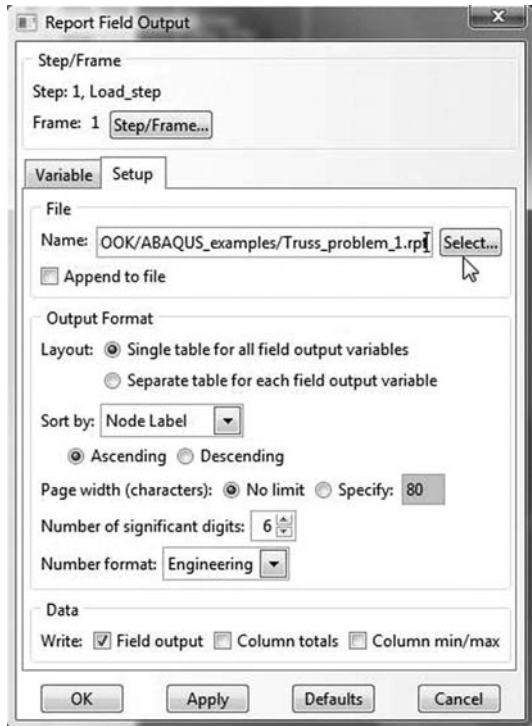 Report Field Output
Step/Frame
Step: 1, Load_step
Frame: 1 Step/Frame...
Variable Setup
File
Name: OOK/ABAQUS_examples/Truss_problem_1.rpt Select...
Append to file
Output Format
Layout: Single table for all field output variables
Separate table for each field output variable
Sort by: Node Label
Ascending Descending
Page width (characters): No limit Specify: 80
Number of significant digits: 6
Number format: Engineering
Data
Write: Field output Column totals Column min/max
OK Apply Defaults Cancel